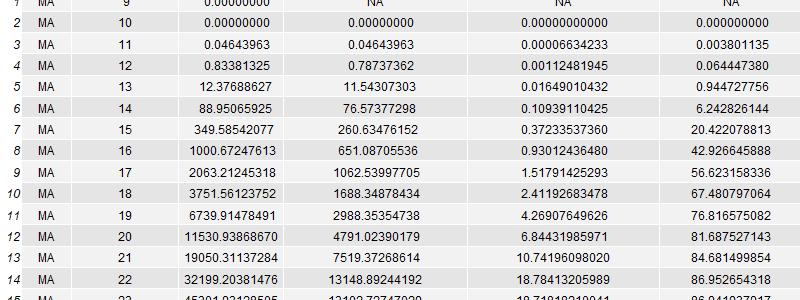 1 MA 9 0.00000000 NA NA NA
2 MA 10 0.00000000 0.00000000 0.00000000000 0.000000000
3 MA 11 0.04643963 0.04643963 0.00006634233 0.003801135
4 MA 12 0.83381325 0.78737362 0.00112481945 0.064447380
5 MA 13 12.37688627 11.54307303 0.01649010432 0.944727756
6 MA 14 88.95065925 76.57377298 0.10939110425 6.242826144
7 MA 15 349.58542077 260.63476152 0.37233537360 20.422078813
8 MA 16 1000.67247613 651.08705536 0.93012436480 42.926645888
9 MA 17 2063.21245318 1062.53997705 1.51791425293 56.623158336
10 MA 18 3751.56123752 1688.34878434 2.41192683478 67.480797064
11 MA 19 6739.91478491 2988.35354738 4.26907649626 76.816575082
12 MA 20 11530.93868670 4791.02390179 6.84431985971 81.687527143
13 MA 21 19050.31137284 7519.37268614 10.74196098020 84.681499854
14 MA 22 32199.20381476 13148.89244192 18.78413205989 86.952654318
15 MA 23